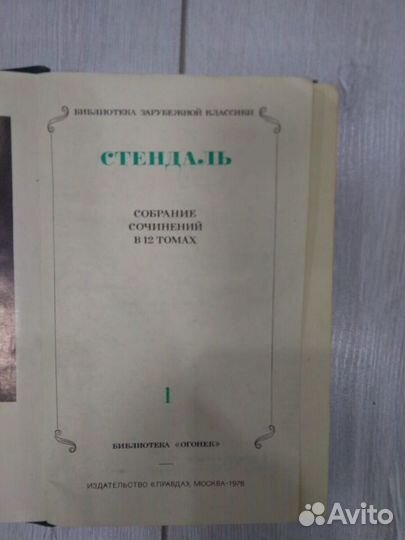 БИБЛИОТЕКА ЗАРУБЕЖНОЙ КЛАССИКИ
СТЕНДАЛЬ
СОБРАНИЕ
СОЧИНЕНИЙ
В 12 ТОМАХ
1
БИБЛИОТЕКА «ОГОНЕК»
ИЗДАТЕЛЬСТВО «ПРАВДА», МОСКВА-1978
Avito